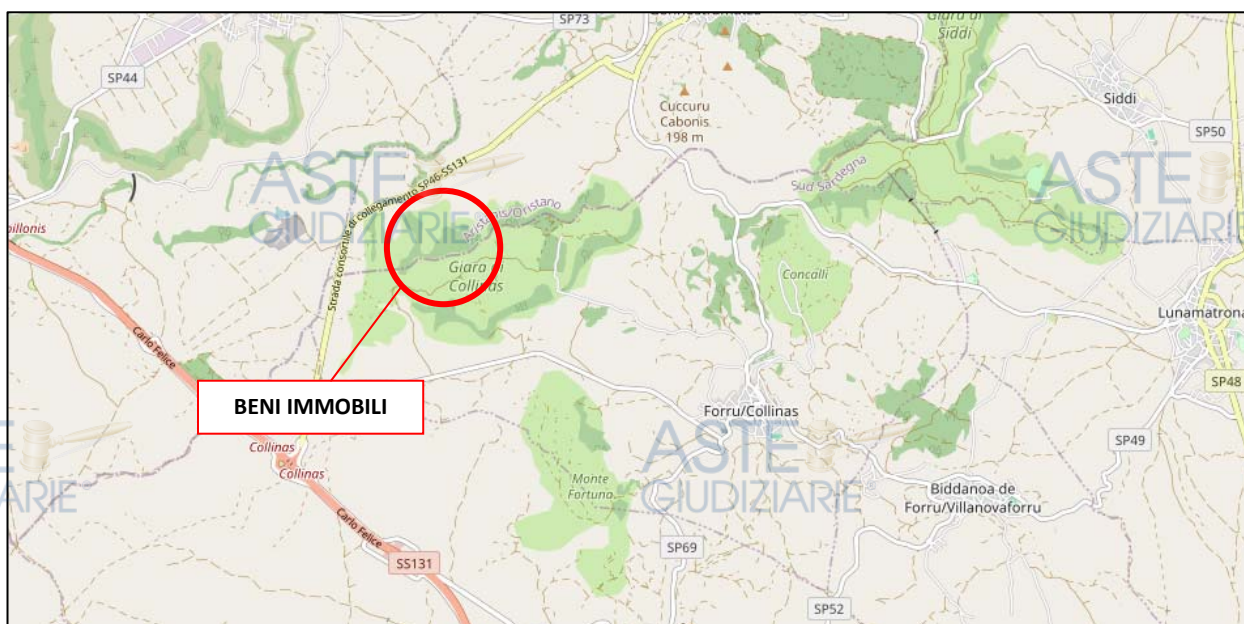 SP73
Giara di
Siddi
SP44
Siddi
Cuccuru
Cabonis
198 m
SP50
Strada consortile di collegamento SP46-SS131
Sud Sardegna
ASTE
GIUDIZIARIE
ASTE
GIUDIZIARIE
Aristanis/Oristano
Giara di
Collinas
Concalli
Lunamatrona
Carlo Felice
BENI IMMOBILI
SP48
Forru/Collinas
SP49
Collinas
Collinas
ASTE
GIUDIZIARIE
Monte
Fortuna
Biddanoa de
Forru/Villanovaforru
ARIE
Carlo Felice
SP69
SS131
SP52